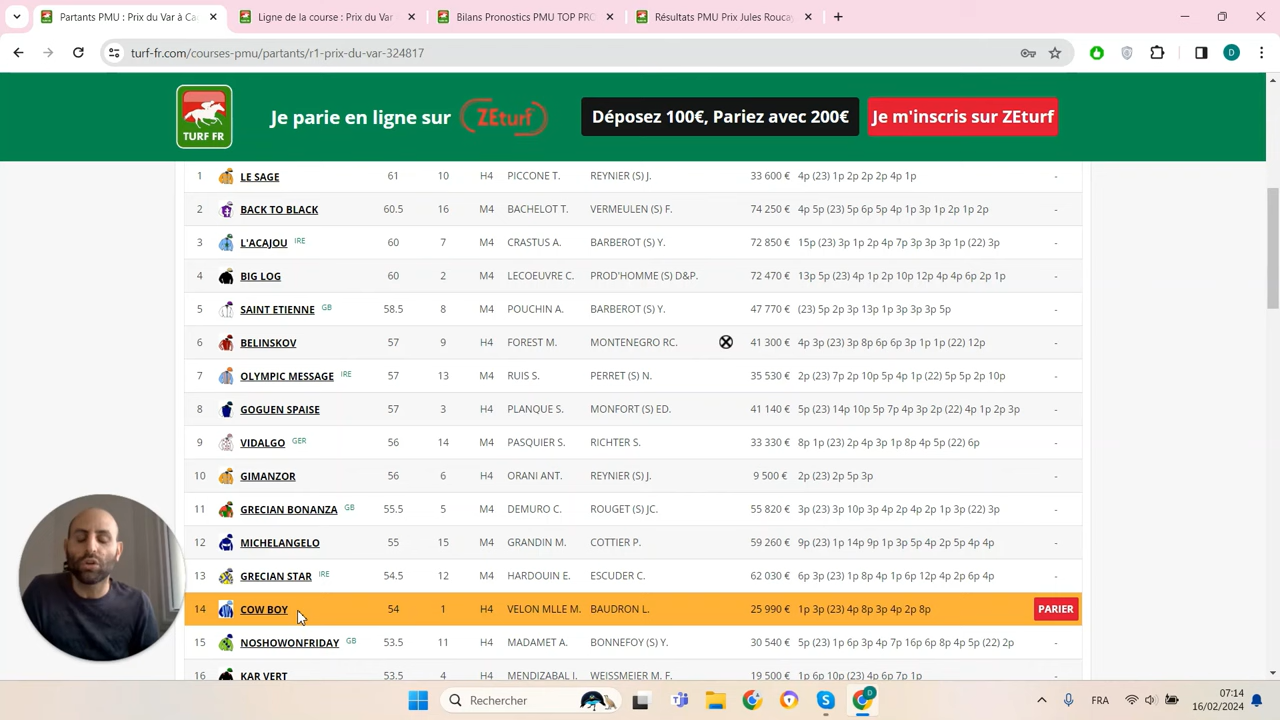 Partants PMU : Prix du Var à Ca
Ligne de la course : Prix du Var
Bilans Pronostics PMU TOP PRO
Résultats PMU Prix des Roucas
turf-fr.com/courses-pmu/partants/r1-prix-du-var-324817
D
TURF FR
Je parie en ligne sur ZEturf
Déposez 100€, Pariez avec 200€
Je m'inscris sur ZEturf
1 LE SAGE 61 10 H4 PICCONE T. REYNIER (S) J. 33 600 € 4p (23) 1p 2p 2p 2p 4p 1p -
2 BACK TO BLACK 60.5 16 M4 BACHELOT T. VERMEULEN (S) F. 74 250 € 4p 5p (23) 5p 6p 5p 4p 1p 3p 1p 2p 1p 2p -
3 L'ACAJOU IRE 60 7 M4 CRASTUS A. BARBEROT (S) Y. 72 850 € 15p (23) 3p 1p 2p 4p 7p 3p 3p 3p 1p (22) 3p -
4 BIG LOG 60 2 M4 LECOEUVRE C. PROD'HOMME (S) B&P. 72 470 € 13p 5p (23) 4p 1p 2p 10p 12p 4p 4p 6p 2p 1p -
5 SAINT ETIENNE GB 58.5 8 M4 POUCHIN A. BARBEROT (S) Y. 47 770 € (23) 5p 2p 3p 13p 1p 3p 3p 3p 5p -
6 BELINSKOV 57 9 H4 FOREST M. MONTENEGRO RC. 41 300 € 4p 3p (23) 3p 8p 6p 6p 3p 1p 1p (22) 12p -
7 OLYMPIC MESSAGE IRE 57 13 M4 RUIS S. PERRET (S) N. 35 530 € 2p (23) 7p 2p 10p 5p 4p 1p (22) 5p 5p 2p 10p -
8 GOGUEN SPAISE 57 3 H4 PLANQUE S. MONFORT (S) ED. 41 140 € 5p (23) 14p 10p 5p 7p 4p 3p 2p (22) 4p 1p 2p 3p -
9 VIDALGO GER 56 14 M4 PASQUIER S. RICHTER S. 33 330 € 8p 1p (23) 2p 4p 3p 1p 8p 4p 5p (22) 6p -
10 GIMANZOR 56 6 H4 ORANI ANT. REYNIER (S) J. 9 500 € 2p (23) 2p 5p 3p -
11 GRECIAN BONANZA GB 55.5 5 M4 DEMURO C. ROUGET (S) JC. 55 820 € 3p (23) 3p 10p 3p 4p 2p 4p 2p 1p 3p (22) 3p -
12 MICHELANGELO 55 15 M4 GRANDIN M. COTTIER P. 59 260 € 9p (23) 1p 14p 9p 1p 3p 5p 4p 2p 5p 4p 4p -
13 GRECIAN STAR IRE 54.5 12 M4 HARDOUIN E. ESCUDER C. 62 030 € 6p 3p (23) 1p 8p 4p 1p 6p 12p 4p 2p 6p 4p -
14 COW BOY 54 1 H4 VELON MLLE M. BAUDRON L. 25 990 € 1p 3p (23) 4p 8p 3p 4p 2p 8p PARIER
15 NOSHOWONFRIDAY GB 53.5 11 H4 MADAMET A. BONNEFOY (S) Y. 30 540 € 5p (23) 1p 6p 3p 4p 7p 16p 6p 8p 4p 5p (22) 2p -
16 KAR VERT 53.5 4 H4 MENDIZABAL J. WEISSMEIER M. F. 19 500 € 1p 6p 10p (23) 4p 6p 7p 1p -
Rechercher
FRA
07:14
16/02/2024